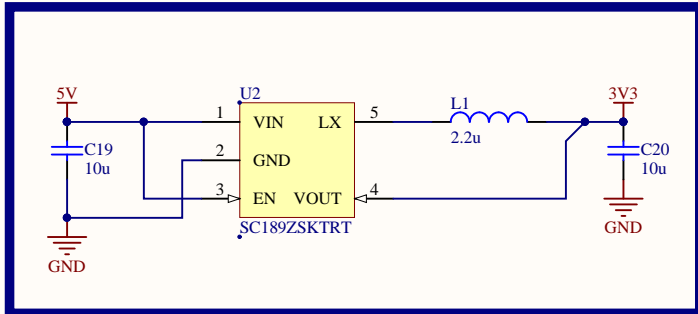 5V
U2
3V3
1
VIN
LX
5
L1
2.2u
C19
10u
2
GND
C20
10u
3
EN
VOUT
4
SC189ZSKTRT
GND
GND